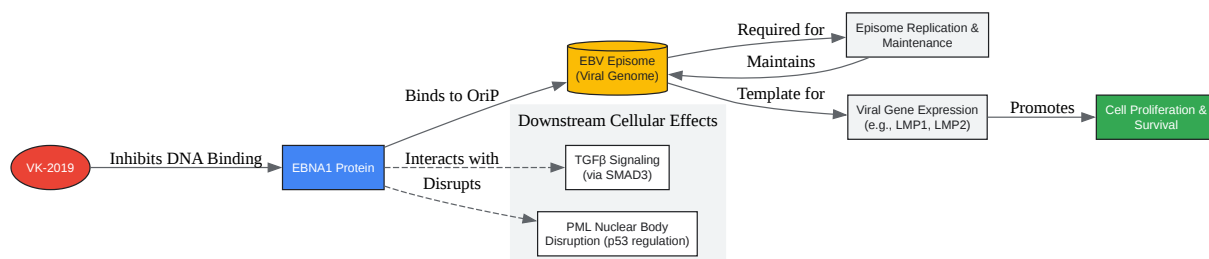 VK-2019
Inhibits DNA Binding
EBNA1 Protein
Binds to OriP
Interacts with
Disrupts
EBV Episome
(Viral Genome)
Downstream Cellular Effects
TGFβ Signaling
(via SMAD3)
PML Nuclear Body
Disruption (p53 regulation)
Required for
Maintains
Template for
Episome Replication &
Maintenance
Viral Gene Expression
(e.g., LMP1, LMP2)
Promotes
Cell Proliferation &
Survival